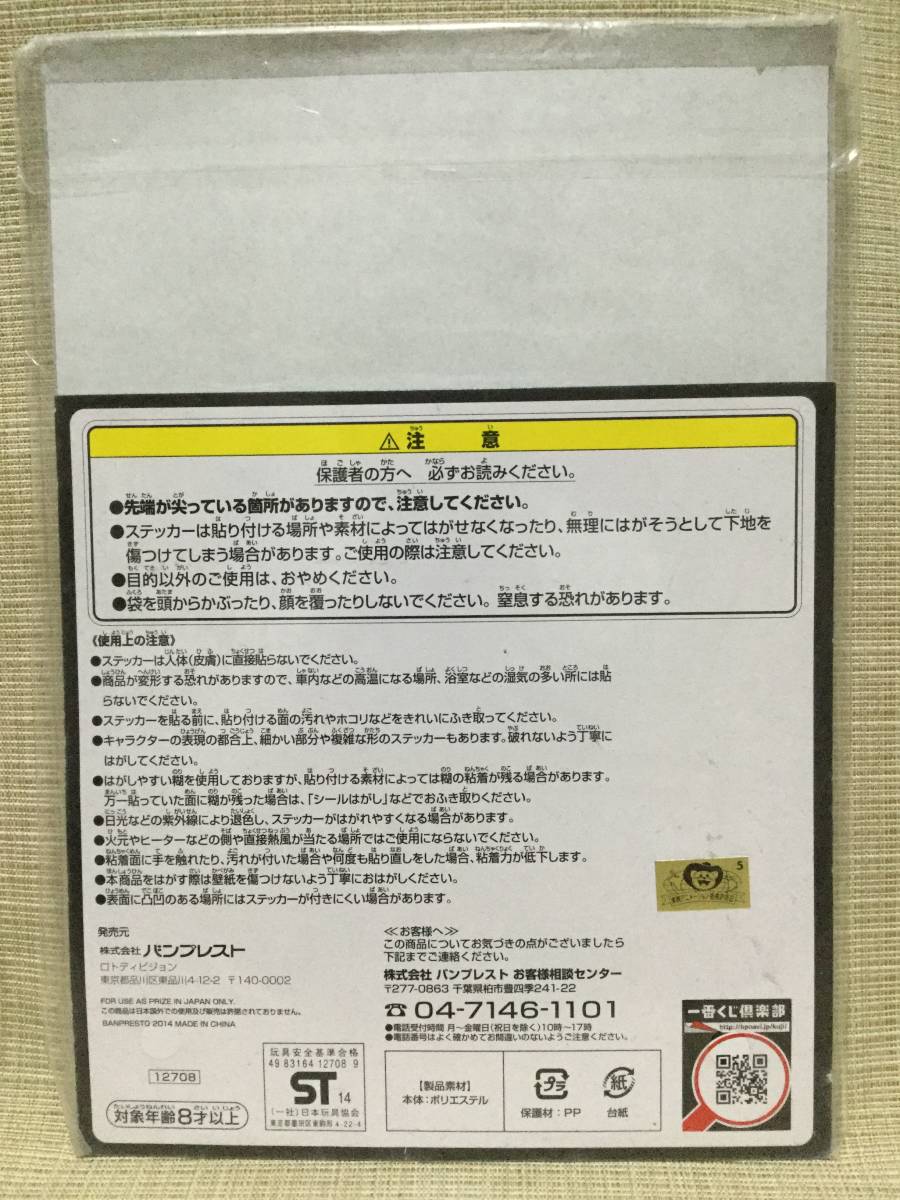 ⚠注　意
保護者の方へ 必ずお読みください。
●先端が尖っている箇所がありますので、注意してください。
●ステッカーは貼り付ける場所や素材によってはがせなくなったり、無理にはがそうとして下地を
傷つけてしまう場合があります。ご使用の際は注意してください。
●目的以外のご使用は、おやめください。
●袋を頭からかぶったり、顔を覆ったりしないでください。窒息する恐れがあります。
《使用上の注意》
●ステッカーは人体(皮膚)に直接貼らないでください。
●商品が変形する恐れがありますので、車内などの高温になる場所、浴室などの湿気の多い所には貼
らないでください。
●ステッカーを貼る前に、貼り付ける面の汚れやホコリなどをきれいにふき取ってください。
●キャラクターの表現の都合上、細かい部分や複雑な形のステッカーもあります。破れないよう丁寧に
はがしてください。
●はがしやすい糊を使用しておりますが、貼り付ける素材によっては糊の粘着が残る場合があります。
万一貼っていた面に糊が残った場合は、「シールはがし」などでおふき取りください。
●日光などの紫外線により退色し、ステッカーがはがれやすくなる場合があります。
●火元やヒーターなどの側や直接熱風が当たる場所ではご使用にならないでください。
●粘着面に手を触れたり、汚れが付いた場合や何度も貼り直しをした場合、粘着力が低下します。
●本商品をはがす際は壁紙を傷つけないよう丁寧におはがしください。
●表面に凸凹のある場所にはステッカーが付きにくい場合があります。
発売元
株式会社 バンプレスト
ロトディビジョン
東京都品川区東品川4-12-2 〒140-0002
FOR USE AS PRIZE IN JAPAN ONLY.
この商品は日本国外での使用及び販売は許諾されておりません。
BANPRESTO 2014 MADE IN CHINA
12708
対象年齢8才以上
≪お客様へ≫
この商品についてお気づきの点がございましたら
下記までご連絡ください。
株式会社 バンプレスト お客様相談センター
〒277-0863 千葉県柏市豊四季241-22
☎04-7146-1101
●電話受付時間 月〜金曜日(祝日を除く)10時〜17時
●電話番号はよく確かめてお間違いのないようご注意ください。
玩具安全基準合格
49 83164 12708 9
ST 14
(一社)日本玩具協会
東京都墨田区東駒形4-22-4
【製品素材】
本体:ポリエステル
プラ
保護材:PP
紙
台紙
5
一番くじ倶楽部
http://bpnavi.jp/kuji/